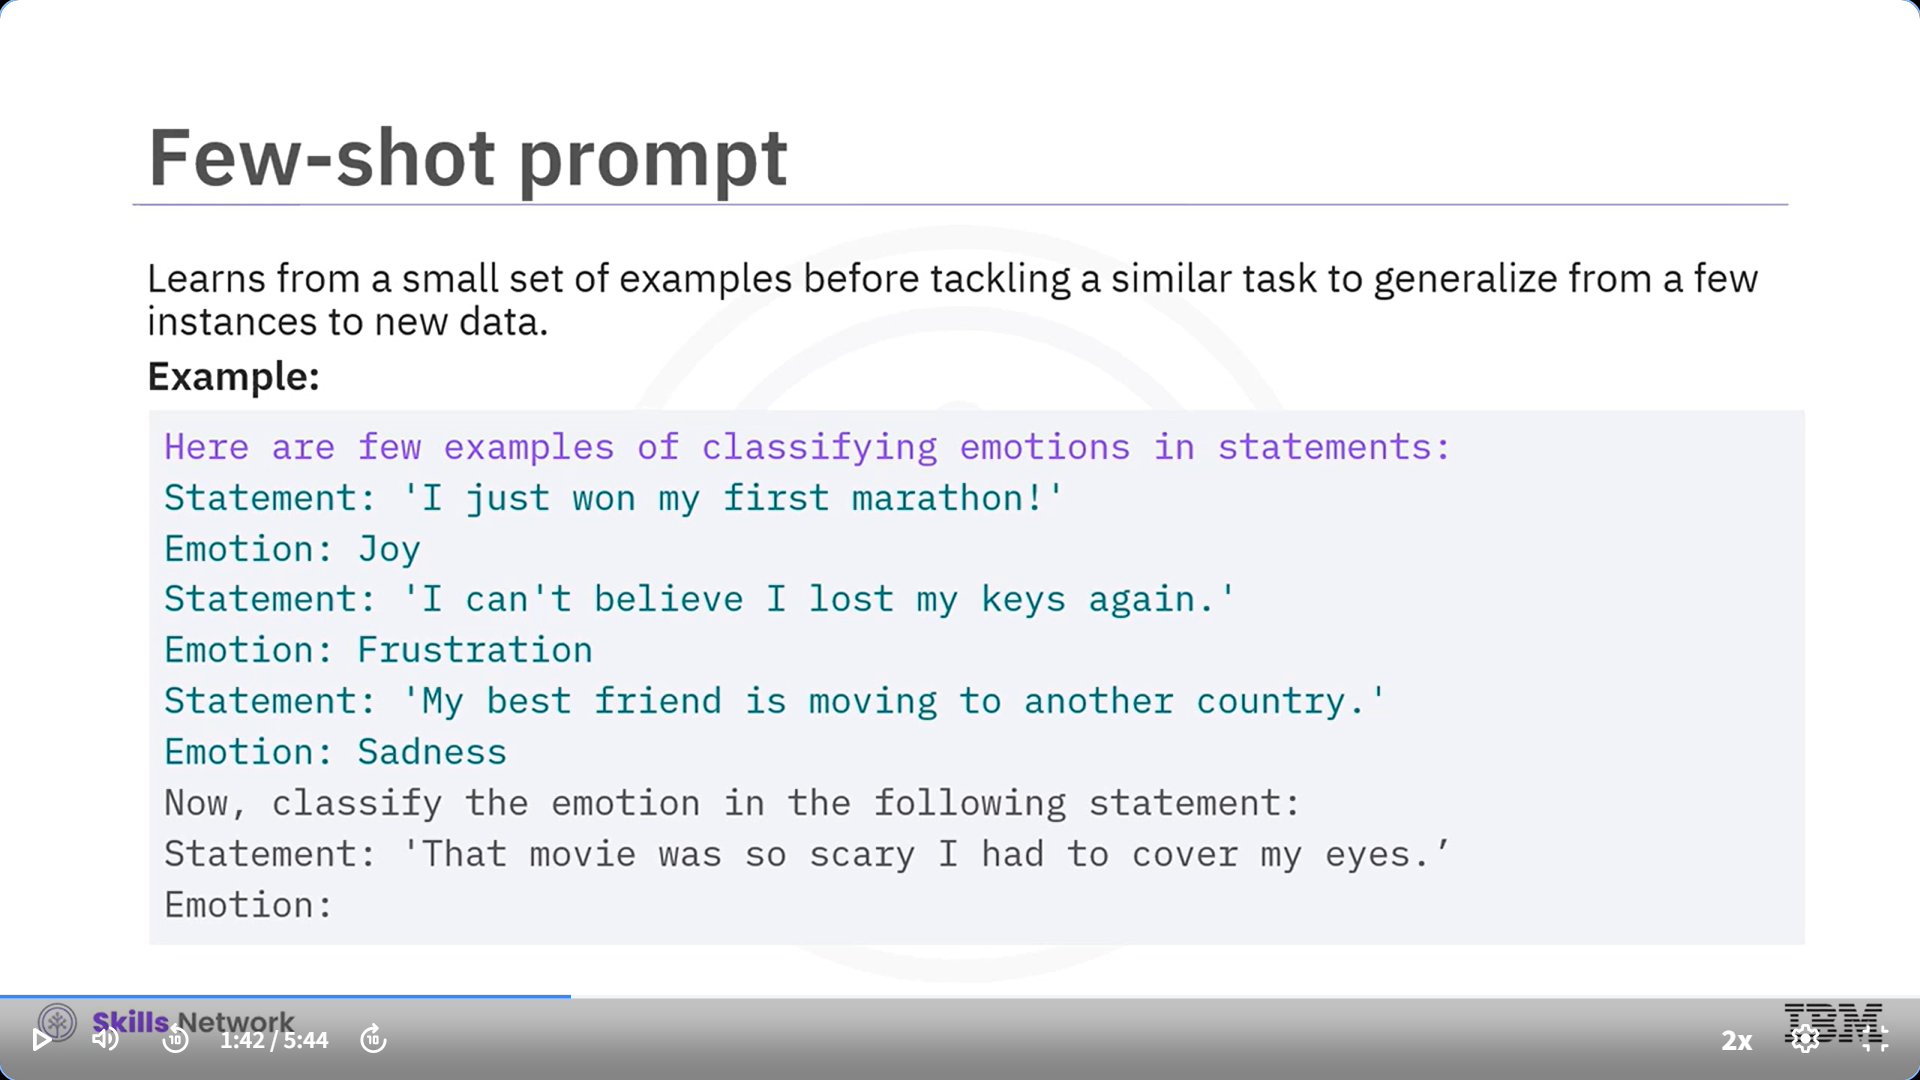 Few-shot prompt
Learns from a small set of examples before tackling a similar task to generalize from a few
instances to new data.
Example:
Here are few examples of classifying emotions in statements:
Statement: 'I just won my first marathon!'
Emotion: Joy
Statement: 'I can't believe I lost my keys again.'
Emotion: Frustration
Statement: 'My best friend is moving to another country.'
Emotion: Sadness
Now, classify the emotion in the following statement:
Statement: 'That movie was so scary I had to cover my eyes.’
Emotion:
Skills Network
IBM
10
1:42 / 5:44
10
2x